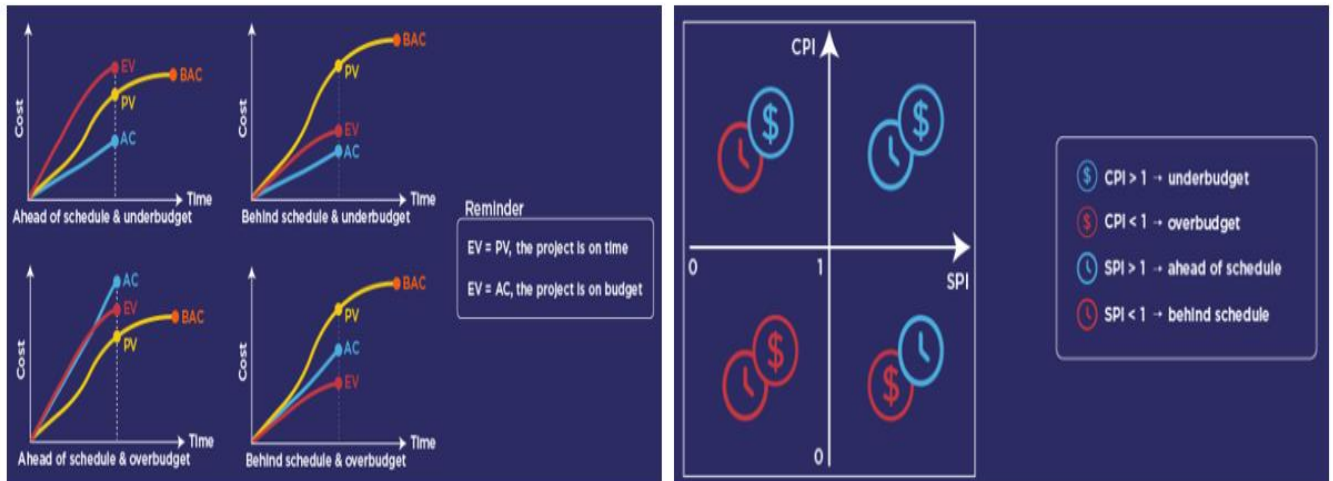 Cost
EV
BAC
PV
AC
Time
Ahead of schedule & underbudget
Cost
BAC
PV
EV
AC
Time
Behind schedule & underbudget
Cost
AC
EV
BAC
PV
Time
Ahead of schedule & overbudget
Cost
BAC
PV
AC
EV
Time
Behind schedule & overbudget
Reminder
EV = PV, the project is on time
EV = AC, the project is on budget
CPI
$
$
0
1
SPI
$
$
0
$ CPI > 1 → underbudget
$ CPI < 1 → overbudget
SPI > 1 → ahead of schedule
SPI < 1 → behind schedule